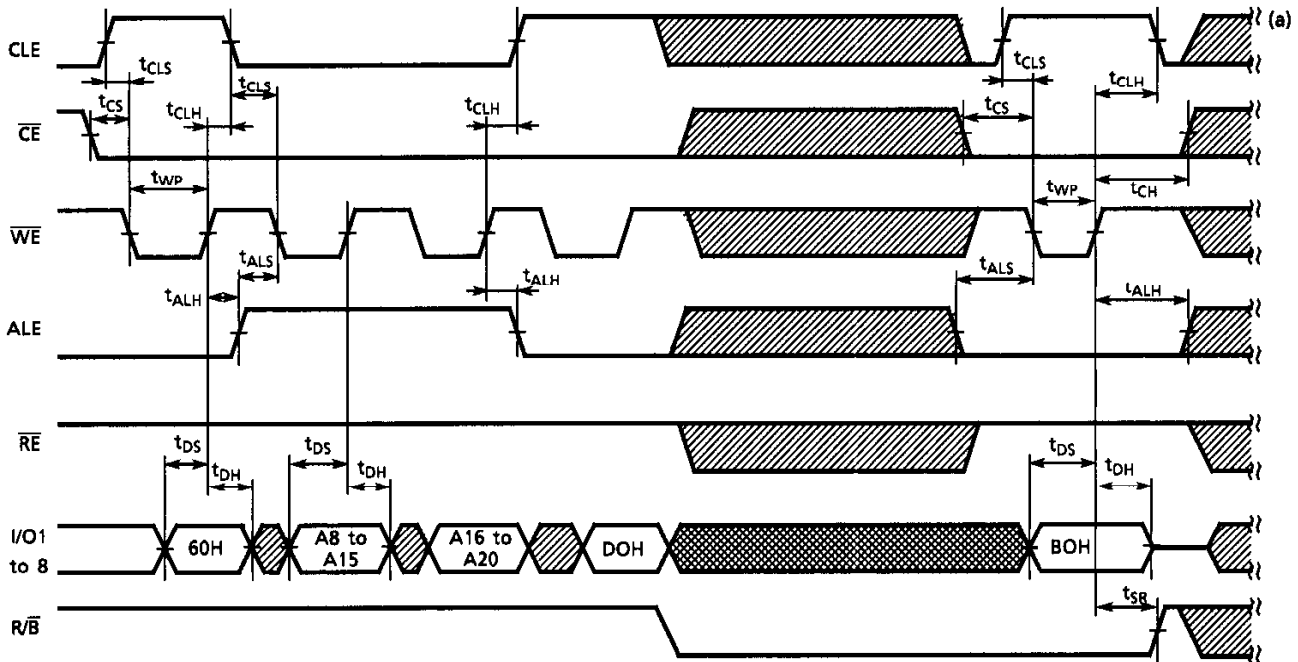 CLE (a)
tCLS tCLS tCLS
tCS tCLH tCLH tCS tCLH
CE
tWP tWP tCH
WE
tALS tALH tALS
tALH tALH
ALE
RE
tDS tDS tDS
tDH tDH tDH
I/O1
to 8
60H
A8 to
A15
A16 to
A20
DOH
BOH
tSR
R/B